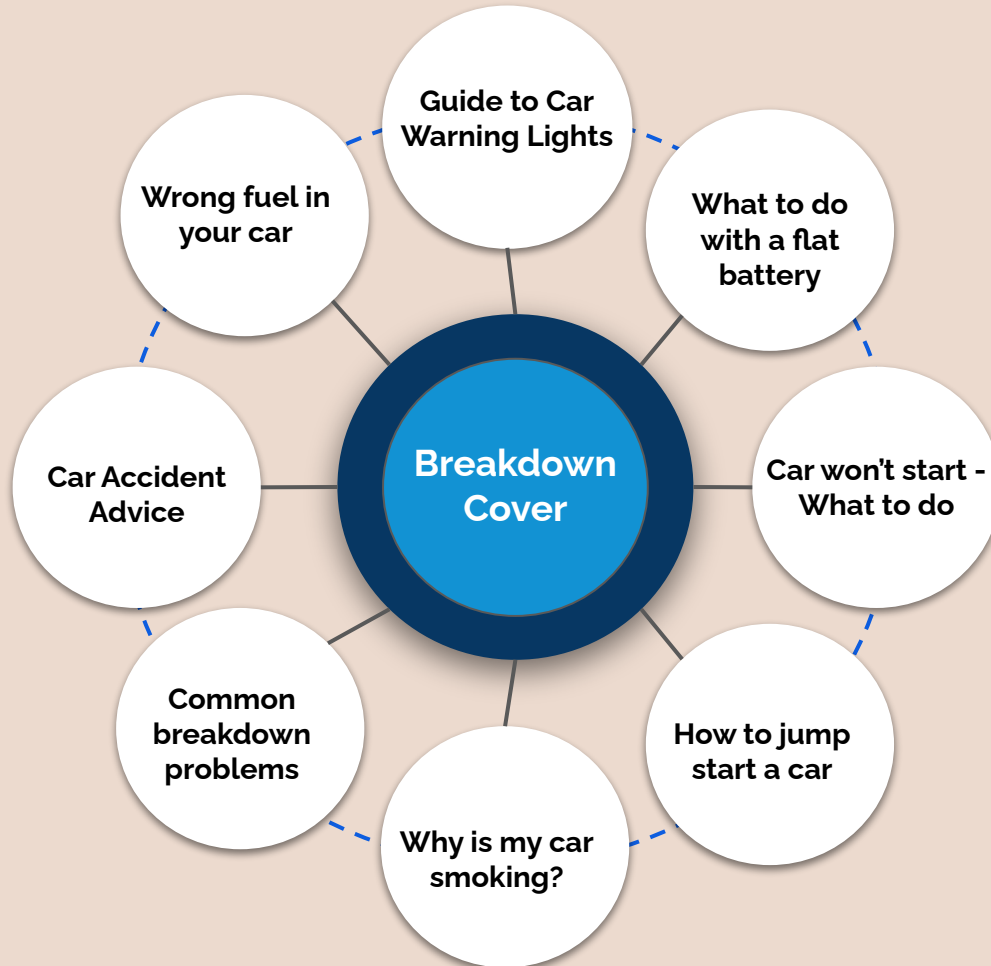 Guide to Car
Warning Lights
Wrong fuel in
your car
What to do
with a flat
battery
Car Accident
Advice
Breakdown
Cover
Car won’t start -
What to do
Common
breakdown
problems
How to jump
start a car
Why is my car
smoking?